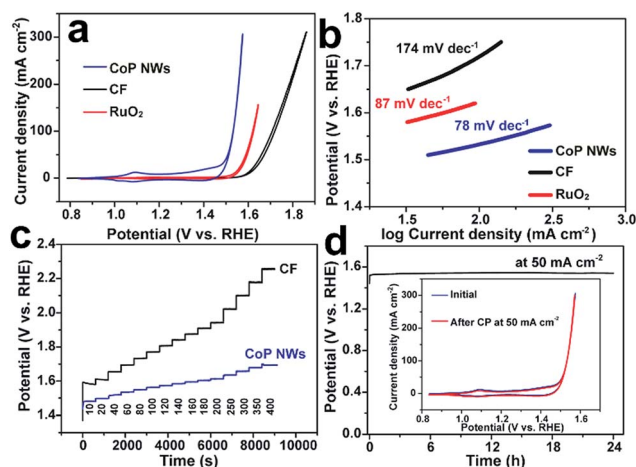 a
Current density (mA cm⁻²)
300
200
100
0
CoP NWs
CF
RuO₂
0.8 1.0 1.2 1.4 1.6 1.8
Potential (V vs. RHE)
b
Potential (V vs. RHE)
1.8
1.7
1.6
1.5
1.4
174 mV dec⁻¹
87 mV dec⁻¹
78 mV dec⁻¹
CoP NWs
CF
RuO₂
1.0 1.5 2.0 2.5 3.0
log Current density (mA cm⁻²)
c
Potential (V vs. RHE)
2.4
2.2
2.0
1.8
1.6
1.4
CF
CoP NWs
10 20 40 60 80 100 120 140 160 180 200 250 300 350 400
0 2000 4000 6000 8000 10000
Time (s)
d
Potential (V vs. RHE)
1.6
1.2
0.8
0.4
0.0
at 50 mA cm⁻²
Current density (mA cm⁻²)
300
200
100
0
Initial
After CP at 50 mA cm⁻²
0.8 1.0 1.2 1.4 1.6
Potential (V vs. RHE)
0 6 12 18 24
Time (h)